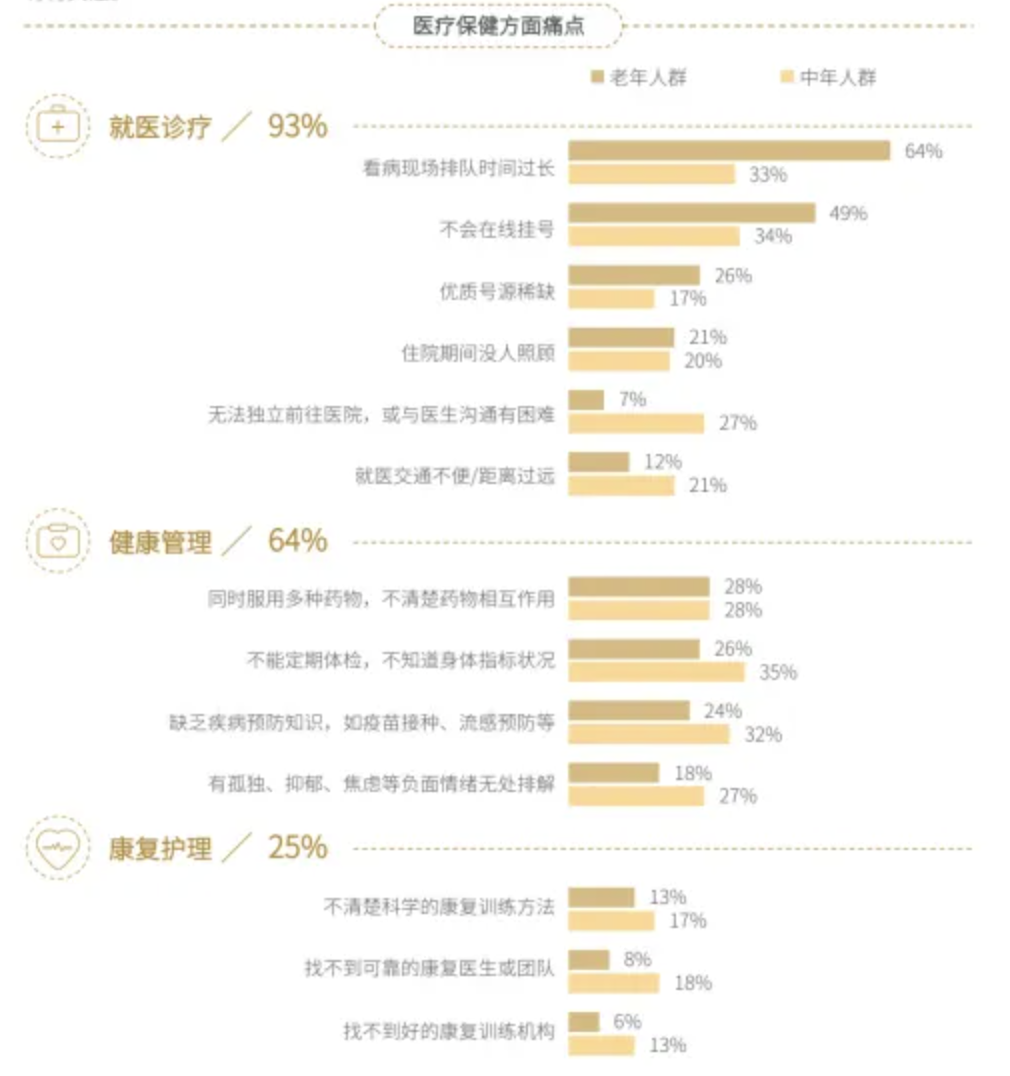 医疗保健方面痛点
老年人群 中年人群
就医诊疗 / 93%
看病现场排队时间过长 64% 33%
不会在线挂号 49% 34%
优质号源稀缺 26% 17%
住院期间没人照顾 21% 20%
无法独立前往医院，或与医生沟通有困难 7% 27%
就医交通不便/距离过远 12% 21%
健康管理 / 64%
同时服用多种药物，不清楚药物相互作用 28% 28%
不能定期体检，不知道身体指标状况 26% 35%
缺乏疾病预防知识，如疫苗接种、流感预防等 24% 32%
有孤独、抑郁、焦虑等负面情绪无处排解 18% 27%
康复护理 / 25%
不清楚科学的康复训练方法 13% 17%
找不到可靠的康复医生或团队 8% 18%
找不到好的康复训练机构 6% 13%